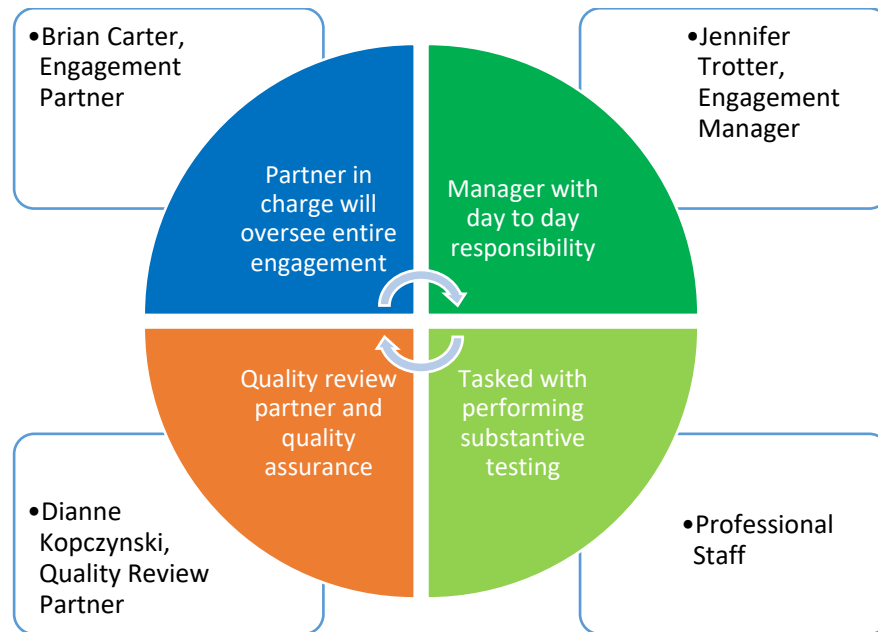 •Brian Carter,
Engagement
Partner
•Jennifer
Trotter,
Engagement
Manager
Partner in
charge will
oversee entire
engagement
Manager with
day to day
responsibility
Quality review
partner and
quality
assurance
Tasked with
performing
substantive
testing
•Dianne
Kopczynski,
Quality Review
Partner
•Professional
Staff